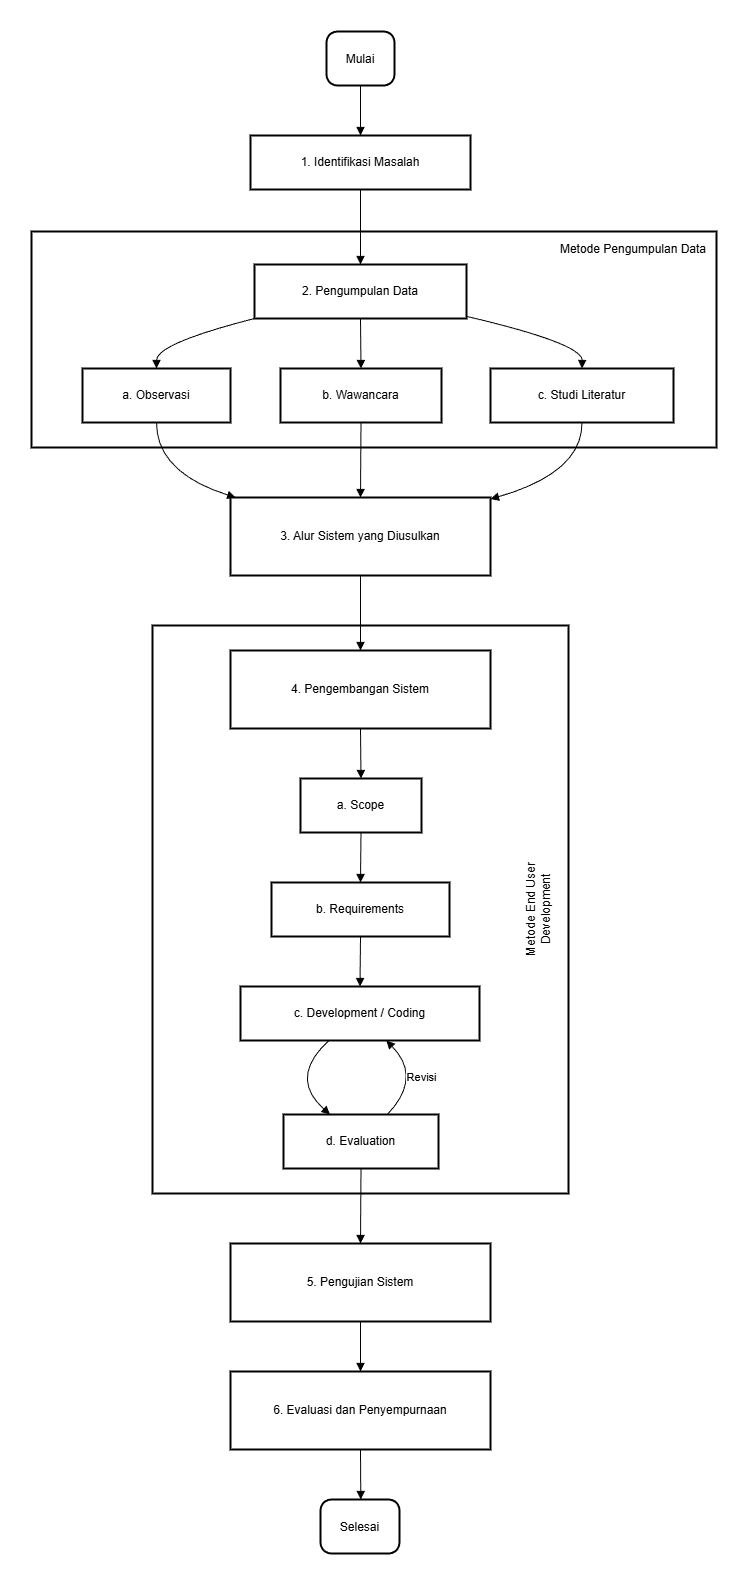 Mulai
1. Identifikasi Masalah
Metode Pengumpulan Data
2. Pengumpulan Data
a. Observasi
b. Wawancara
c. Studi Literatur
3. Alur Sistem yang Diusulkan
4. Pengembangan Sistem
a. Scope
Metode End User
Development
b. Requirements
c. Development / Coding
Revisi
d. Evaluation
5. Pengujian Sistem
6. Evaluasi dan Penyempurnaan
Selesai